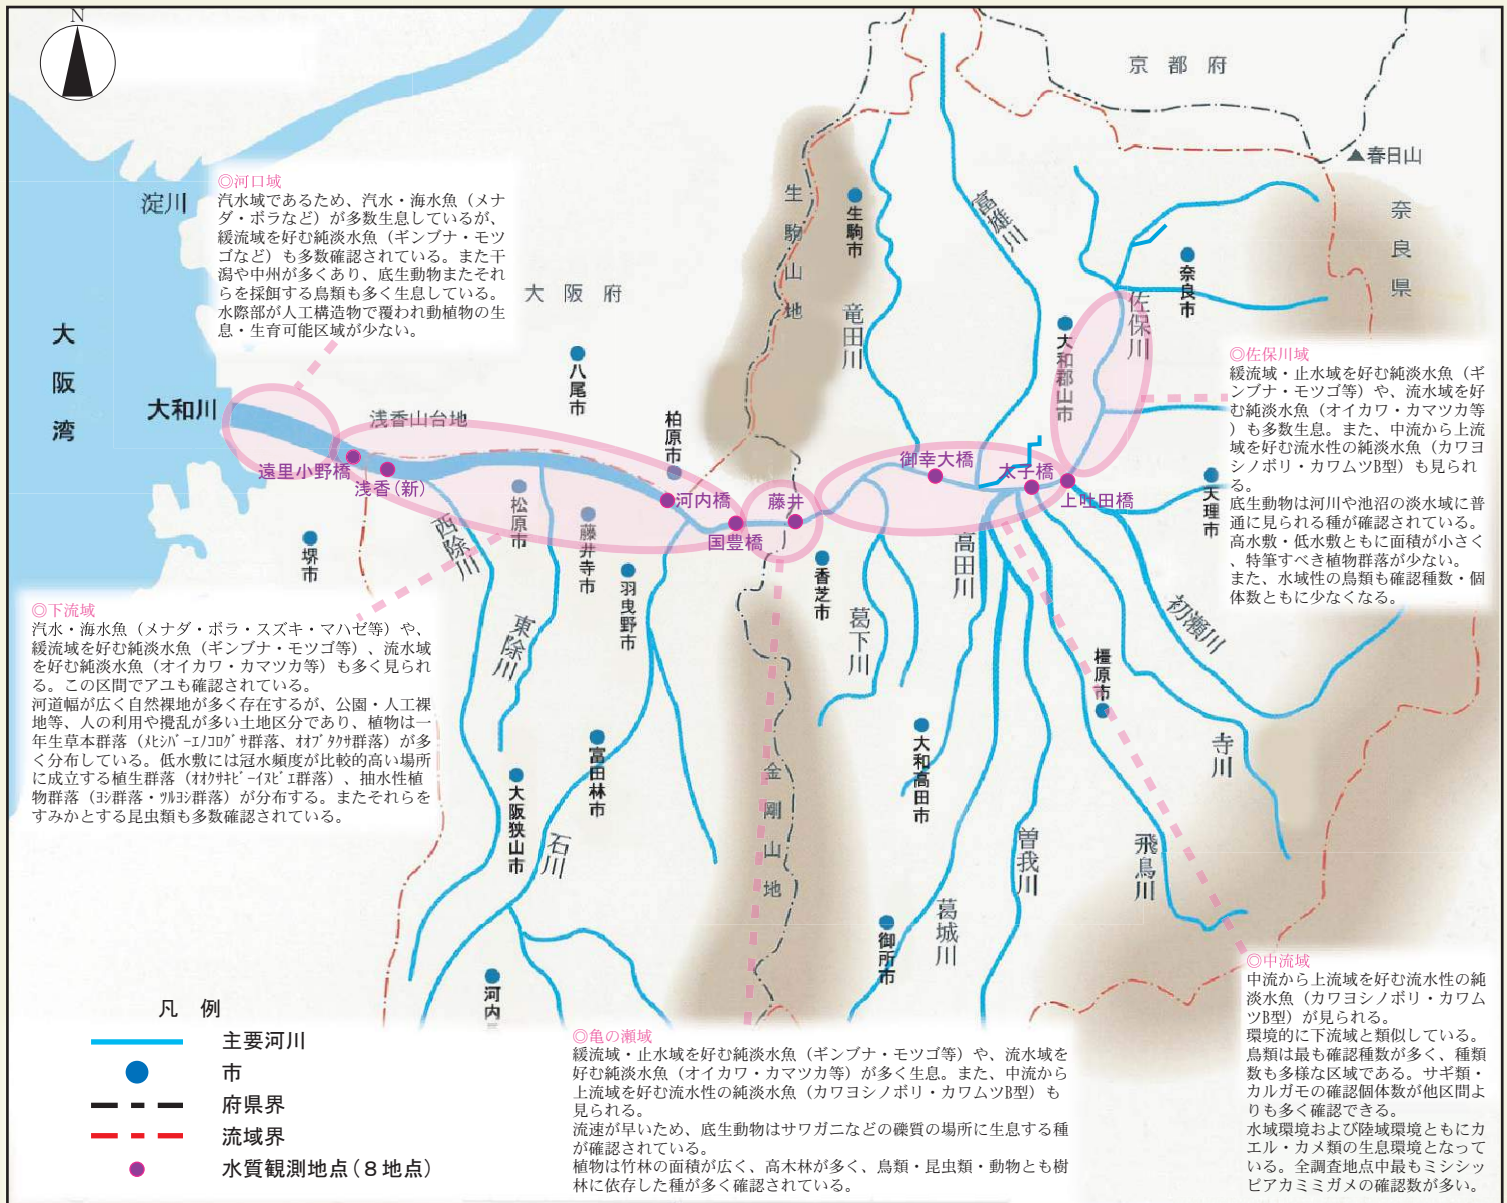 N
京都府
▲春日山
奈良県
淀川
◎河口域
汽水域であるため、汽水・海水魚（メナ
ダ・ボラなど）が多数生息しているが、
緩流域を好む純淡水魚（ギンブナ・モツ
ゴなど）も多数確認されている。また干
潟や中州が多くあり、底生動物またそれ
らを採餌する鳥類も多く生息している。
水際部が人工構造物で覆われ動植物の生
息・生育可能区域が少ない。
大阪府
生駒山地
生駒市
富雄川
竜田川
奈良市
佐保川
大和郡山市
大阪湾
大和川
八尾市
浅香山台地
柏原市
◎佐保川域
緩流域・止水域を好む純淡水魚（ギ
ンブナ・モツゴ等）や、流水域を好
む純淡水魚（オイカワ・カマツカ等
）も多数生息。また、中流から上流
域を好む流水性の純淡水魚（カワヨ
シノボリ・カワムツB型）も見られ
る。
底生動物は河川や池沼の淡水域に普
通に見られる種が確認されている。
高水敷・低水敷ともに面積が小さく
、特筆すべき植物群落が少ない。
また、水域性の鳥類も確認種数・個
体数ともに少なくなる。
遠里小野橋
浅香(新)
河内橋
国豊橋
藤井
御幸大橋
太子橋
上吐田橋
天理市
堺市
西除川
松原市
藤井寺市
羽曳野市
東除川
香芝市
葛下川
高田川
初瀬川
橿原市
寺川
◎下流域
汽水・海水魚（メナダ・ボラ・スズキ・マハゼ等）や、
緩流域を好む純淡水魚（ギンブナ・モツゴ等）、流水域
を好む純淡水魚（オイカワ・カマツカ等）も多く見られ
る。この区間でアユも確認されている。
河道幅が広く自然裸地が多く存在するが、公園・人工裸
地等、人の利用や攪乱が多い土地区分であり、植物は一
年生草本群落（ﾒﾋｼﾊﾞｰｴﾉｺﾛｸﾞｻ群落、ｵｵﾌﾞﾀｸｻ群落）が多
く分布している。低水敷には冠水頻度が比較的高い場所
に成立する植生群落（ｵｵｸｻｷﾋﾞｰｲﾇﾋﾞｴ群落）、抽水性植
物群落（ﾖｼ群落・ﾂﾙﾖｼ群落）が分布する。またそれらを
すみかとする昆虫類も多数確認されている。
富田林市
大阪狭山市
石川
金剛山地
大和高田市
曽我川
飛鳥川
葛城川
御所市
河内
凡例
主要河川
市
府県界
流域界
水質観測地点(８地点)
◎亀の瀬域
緩流域・止水域を好む純淡水魚（ギンブナ・モツゴ等）や、流水域を
好む純淡水魚（オイカワ・カマツカ等）が多く生息。また、中流から
上流域を好む流水性の純淡水魚（カワヨシノボリ・カワムツB型）も
見られる。
流速が早いため、底生動物はサワガニなどの礫質の場所に生息する種
が確認されている。
植物は竹林の面積が広く、高木林が多く、鳥類・昆虫類・動物とも樹
林に依存した種が多く確認されている。
◎中流域
中流から上流域を好む流水性の純
淡水魚（カワヨシノボリ・カワム
ツB型）が見られる。
環境的に下流域と類似している。
鳥類は最も確認種数が多く、種類
数も多様な区域である。サギ類・
カルガモの確認個体数が他区間よ
りも多く確認できる。
水域環境および陸域環境ともにカ
エル・カメ類の生息環境となって
いる。全調査地点中最もミシシッ
ピアカミミガメの確認数が多い。